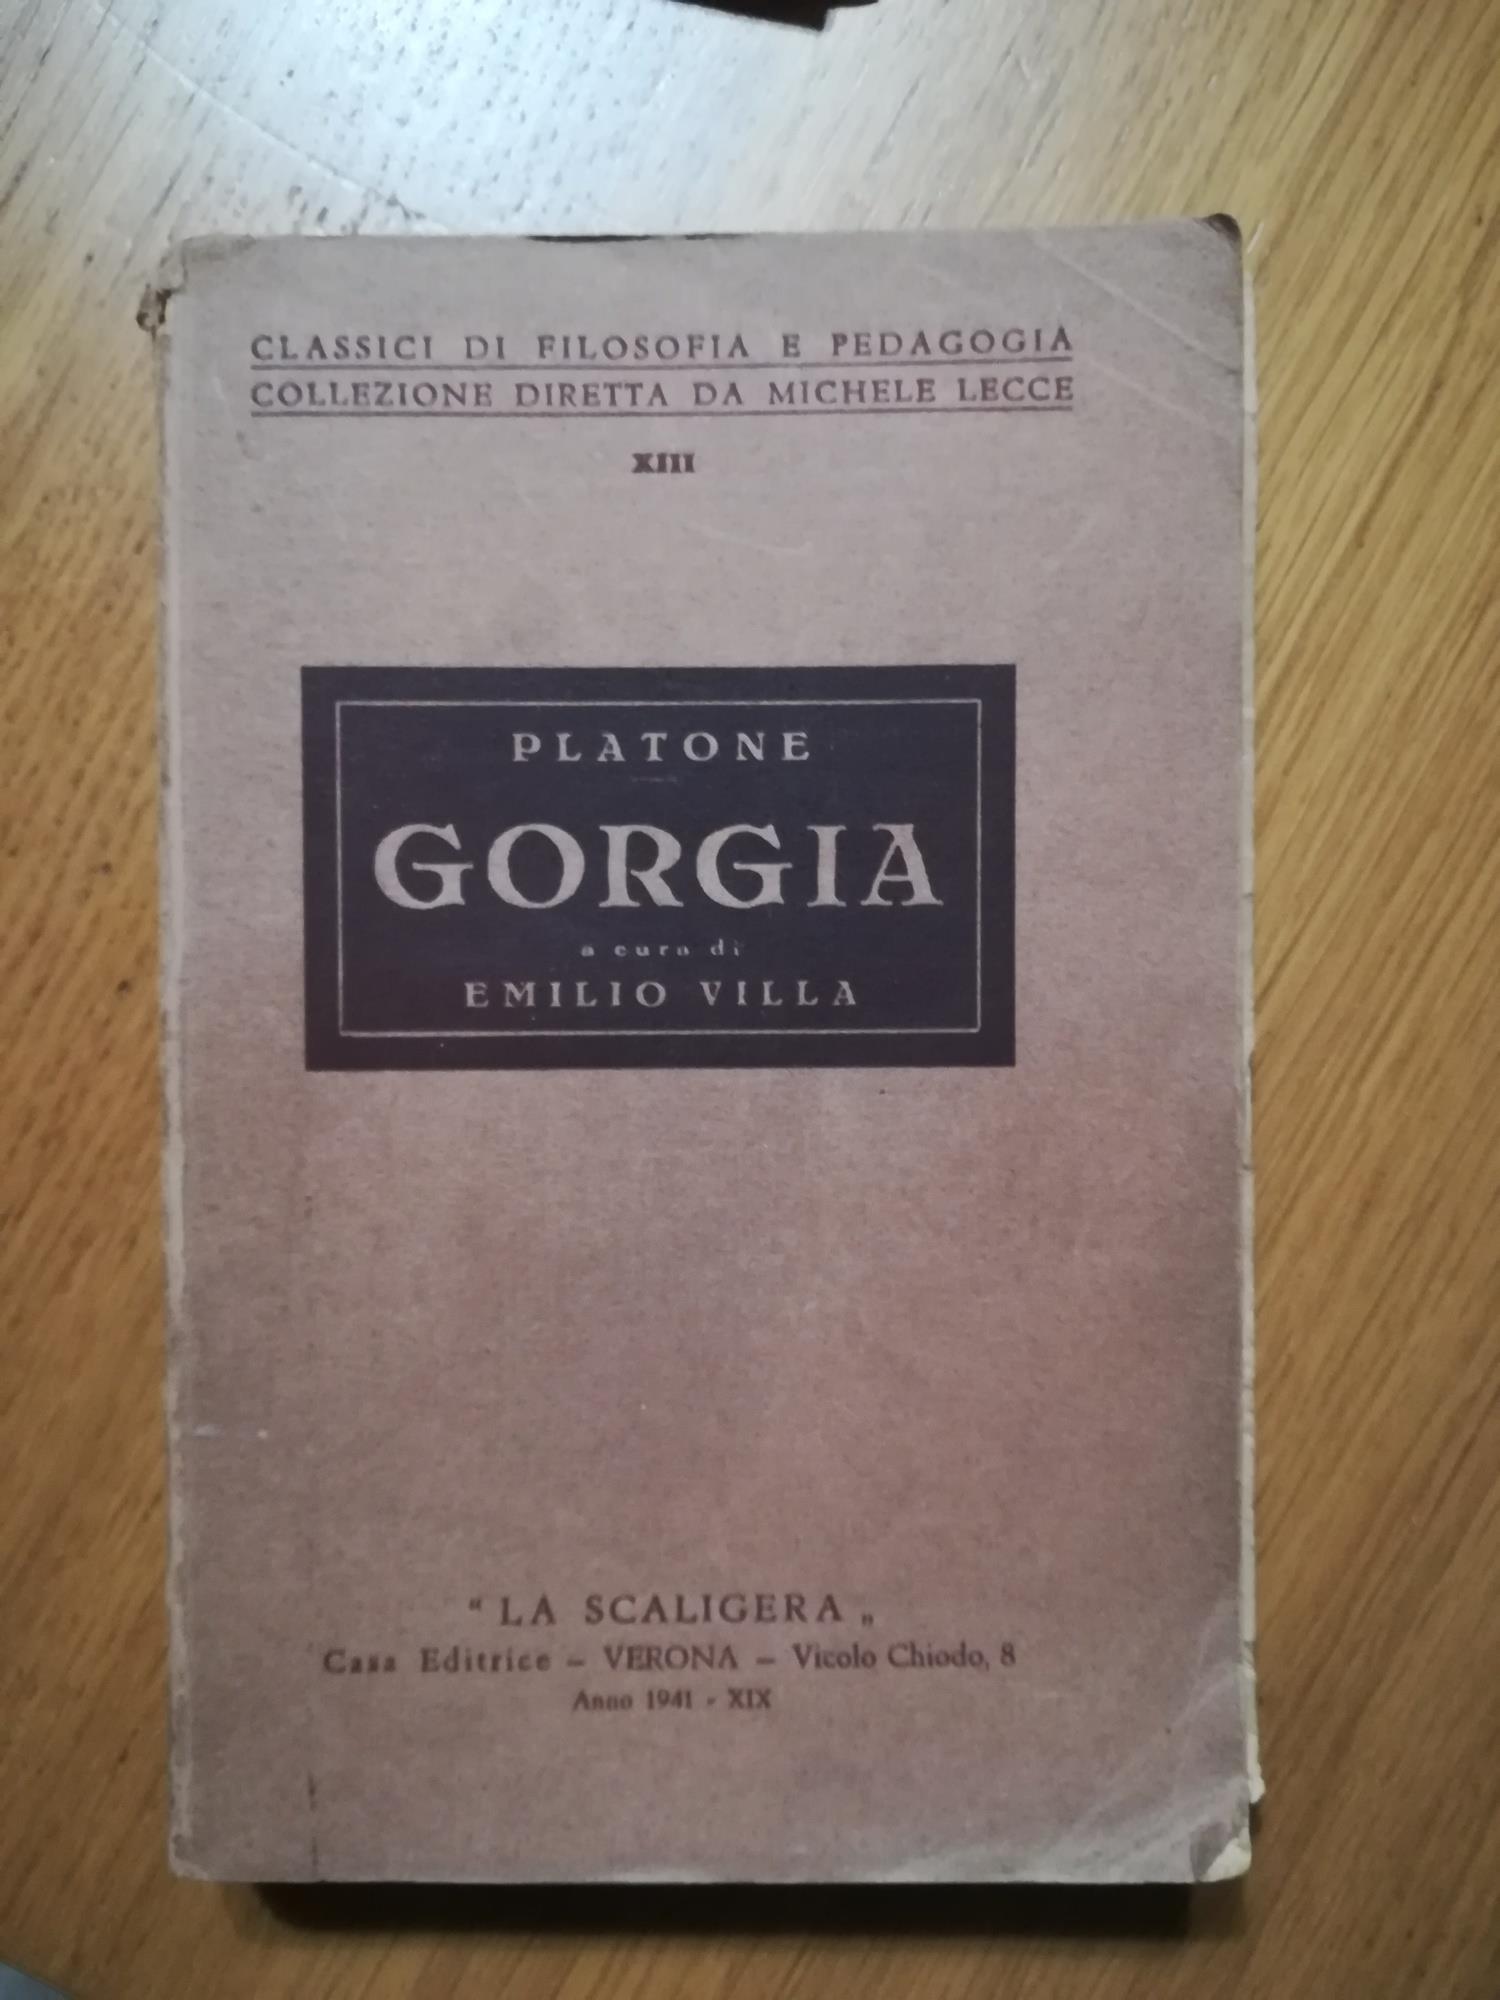 CLASSICI DI FILOSOFIA E PEDAGOGIA
COLLEZIONE DIRETTA DA MICHELE LECCE
XIII
PLATONE
GORGIA
a cura di
EMILIO VILLA
“ LA SCALIGERA „
Casa Editrice - VERONA - Vicolo Chiodo, 8
Anno 1941 - XIX